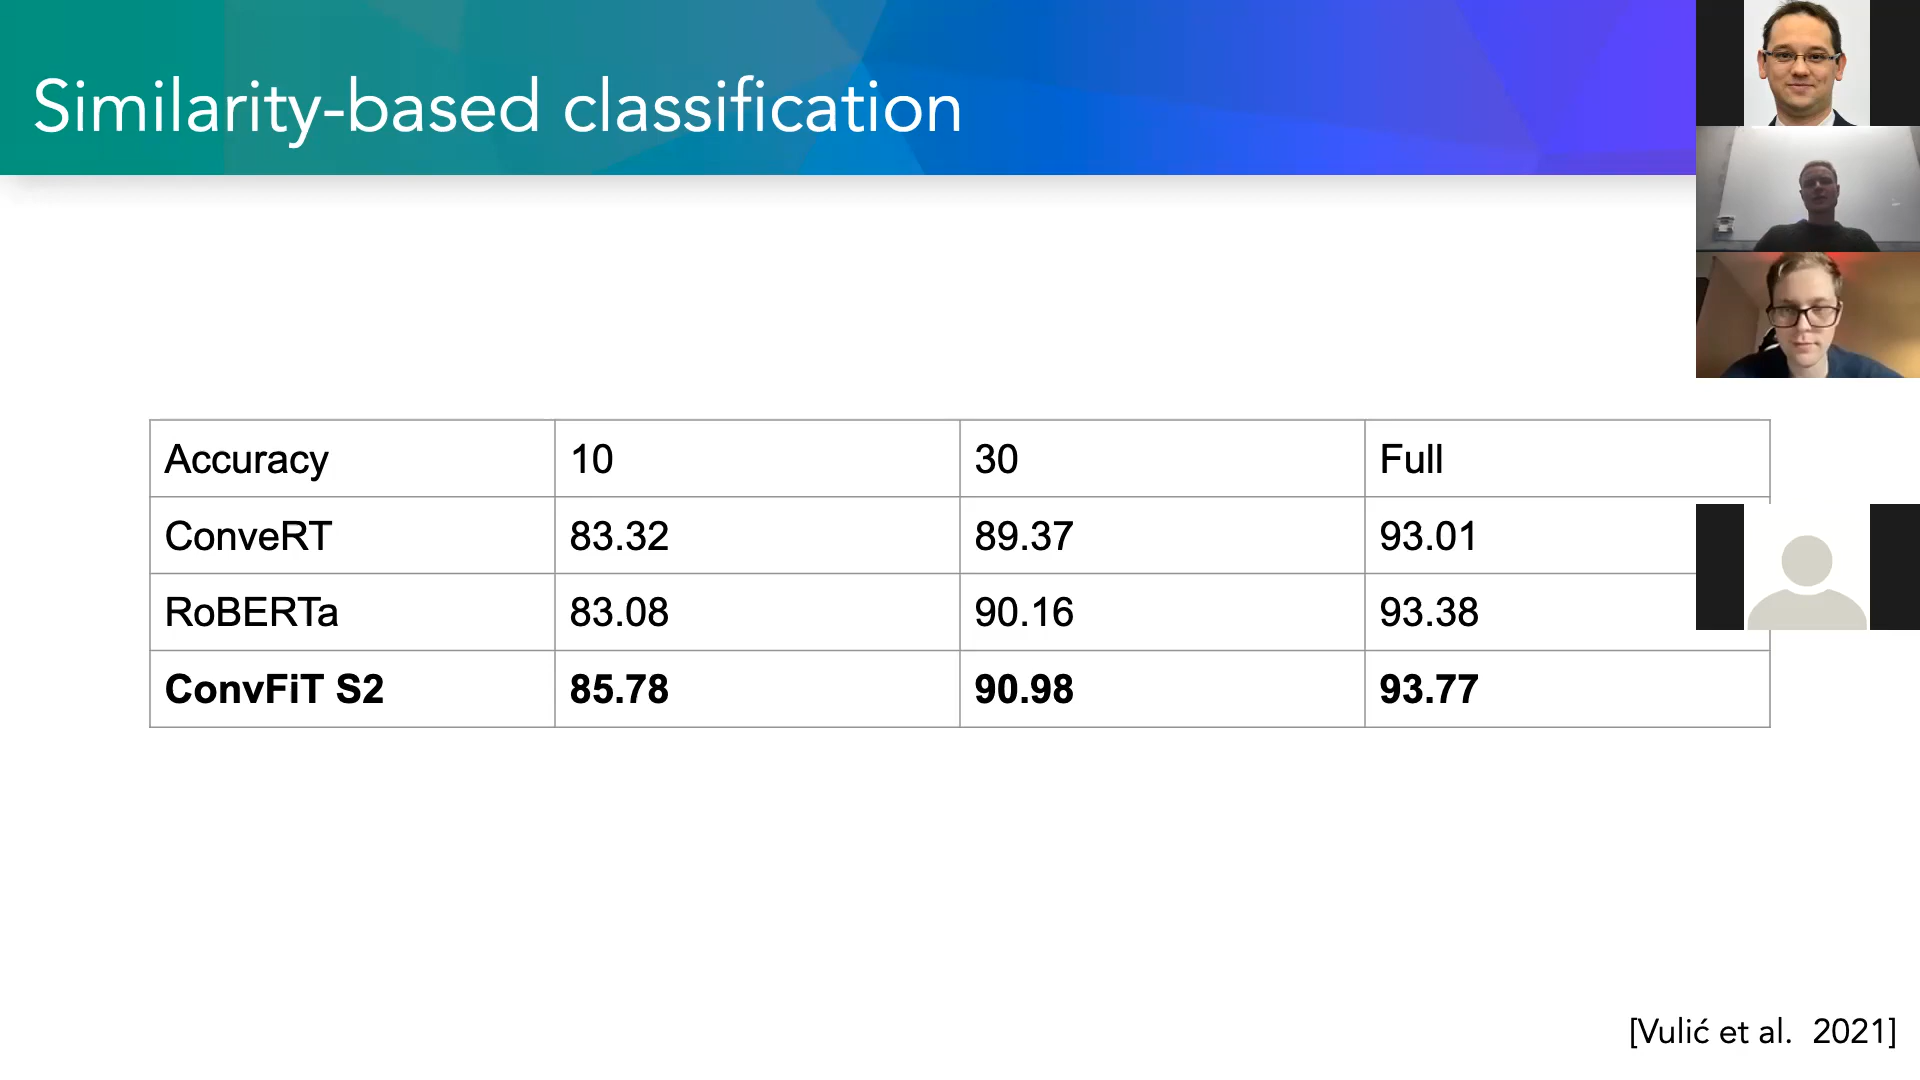 Similarity-based classification
Accuracy 10 30 Full
ConveRT 83.32 89.37 93.01
RoBERTa 83.08 90.16 93.38
ConvFiT S2 85.78 90.98 93.77
[Vulić et al. 2021]